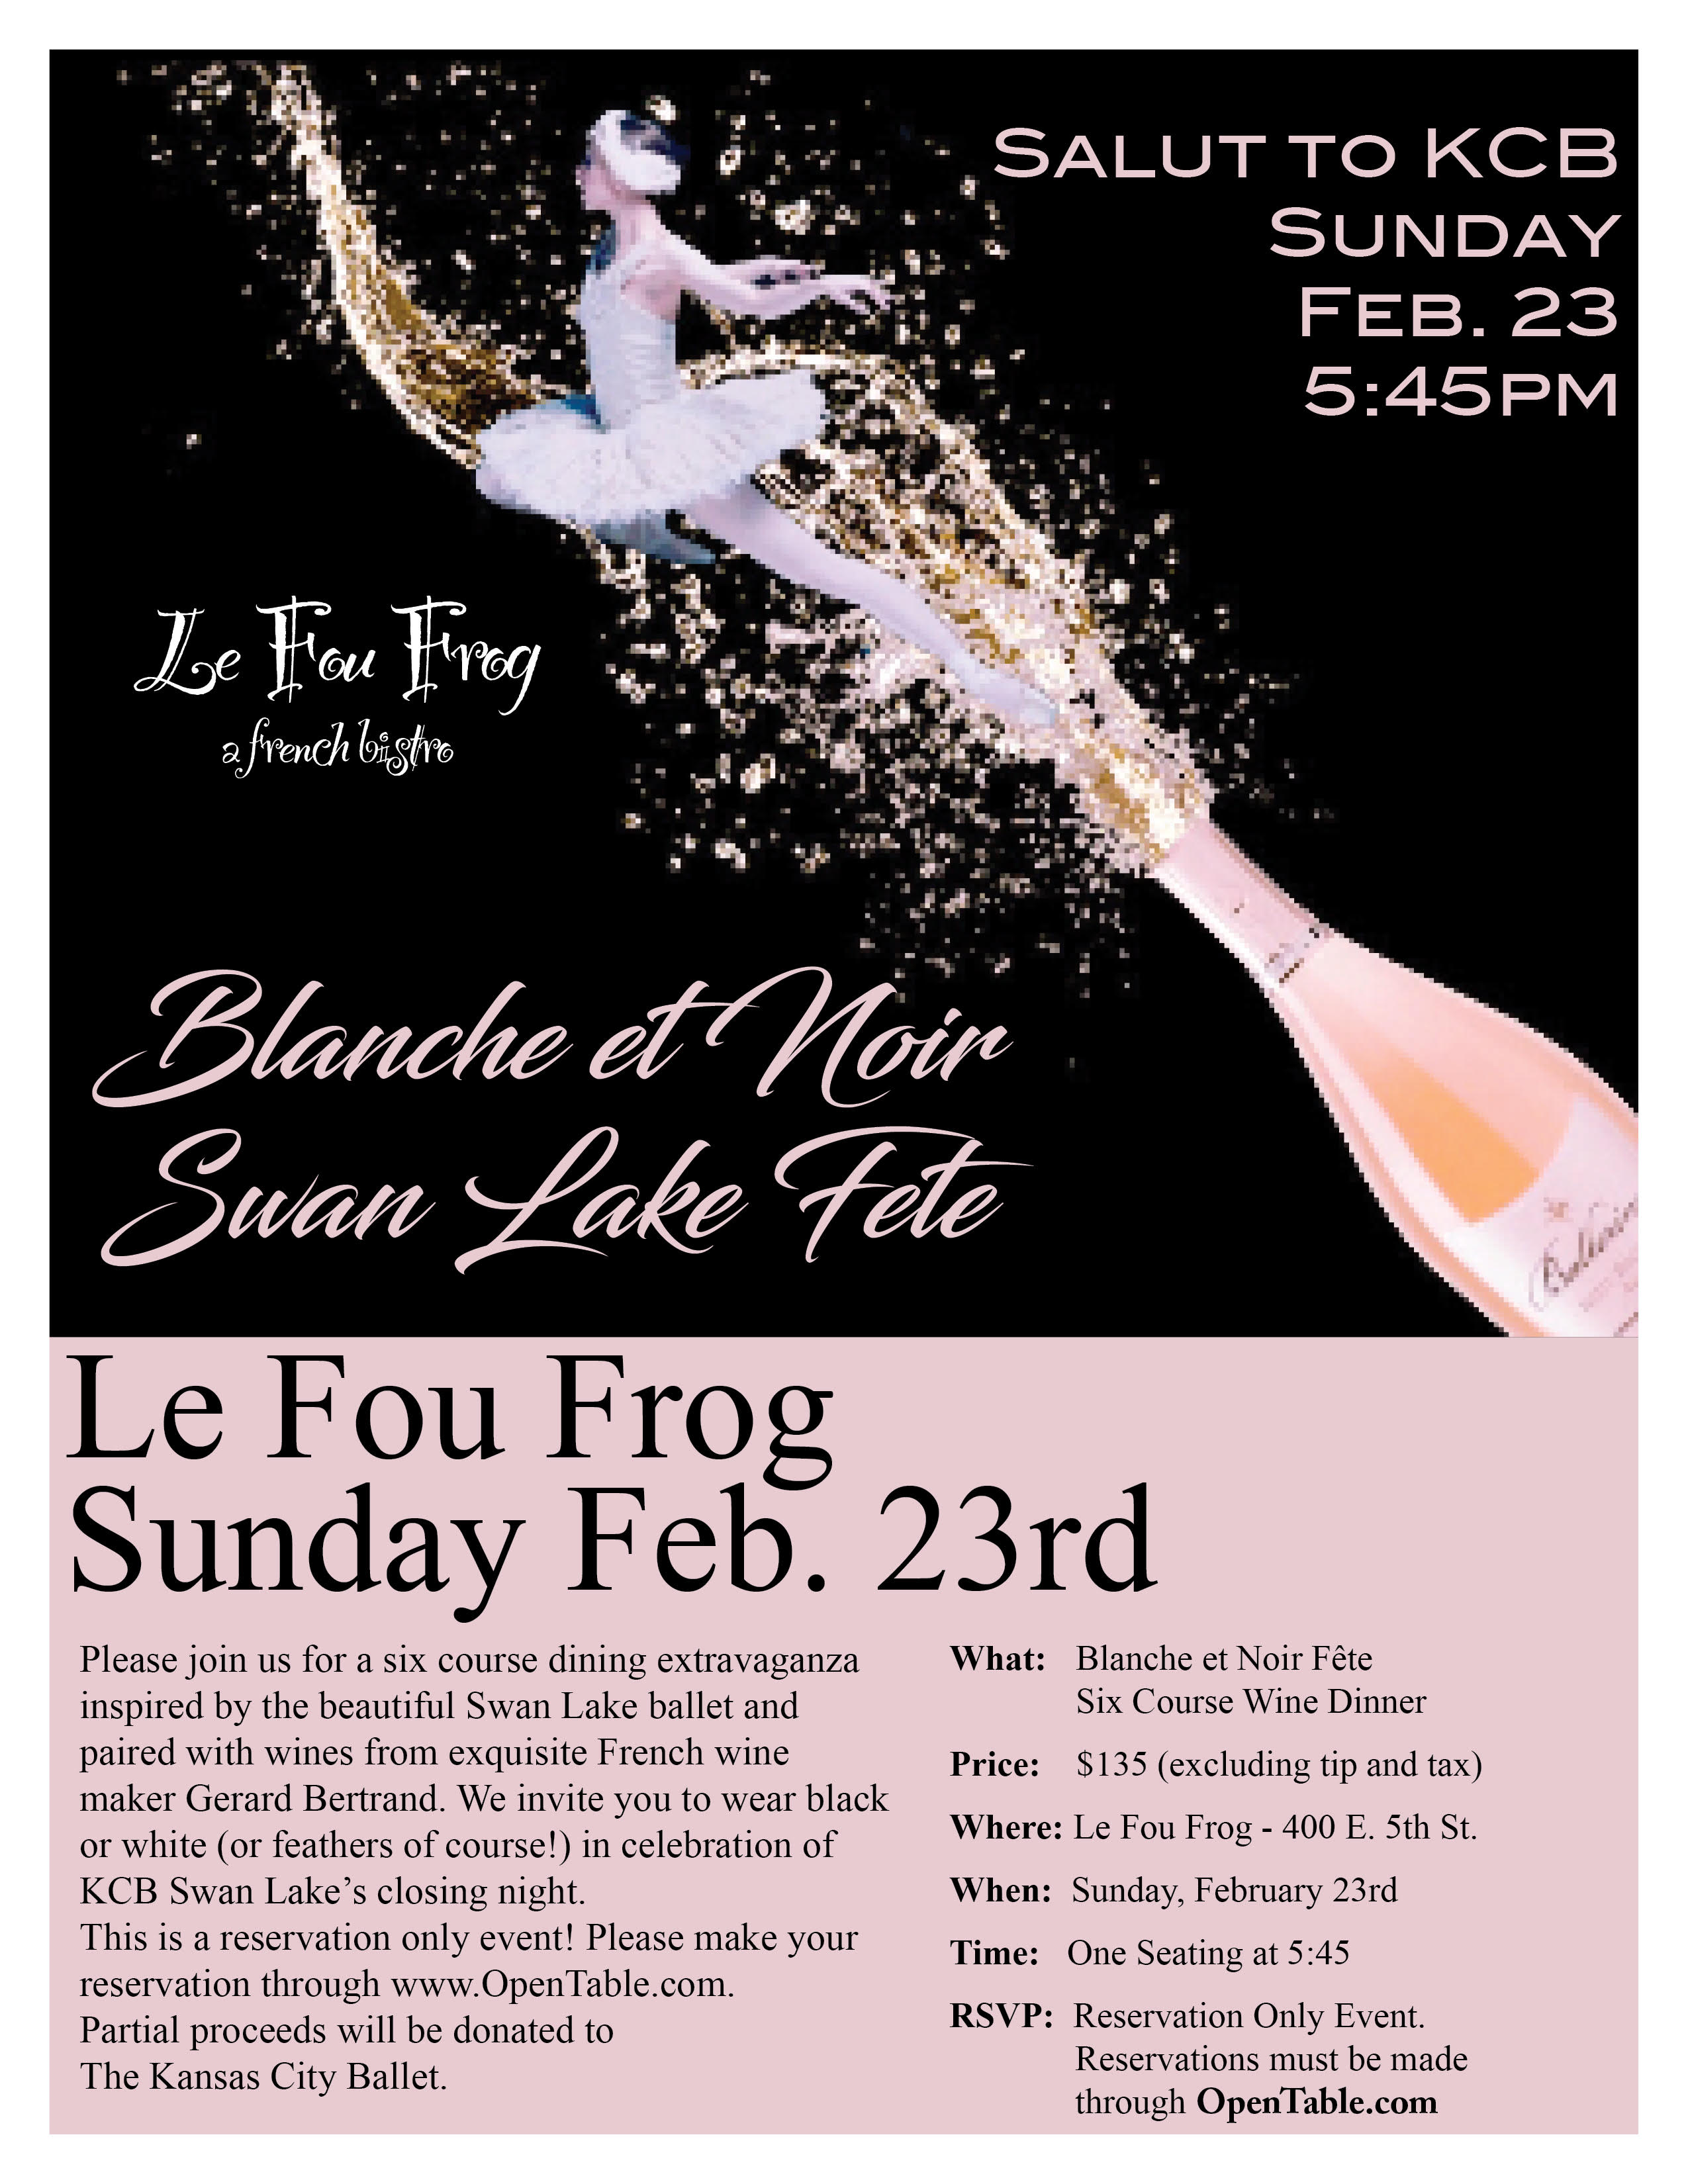 SALUT TO KCB
SUNDAY
FEB. 23
5:45PM
Le Fou Frog
a french bistro
Blanche et Noir
Swan Lake Fete
Le Fou Frog
Sunday Feb. 23rd
Please join us for a six course dining extravaganza
inspired by the beautiful Swan Lake ballet and
paired with wines from exquisite French wine
maker Gerard Bertrand. We invite you to wear black
or white (or feathers of course!) in celebration of
KCB Swan Lake’s closing night.
This is a reservation only event! Please make your
reservation through www.OpenTable.com.
Partial proceeds will be donated to
The Kansas City Ballet.
What: Blanche et Noir Fête
Six Course Wine Dinner
Price: $135 (excluding tip and tax)
Where: Le Fou Frog - 400 E. 5th St.
When: Sunday, February 23rd
Time: One Seating at 5:45
RSVP: Reservation Only Event.
Reservations must be made
through OpenTable.com